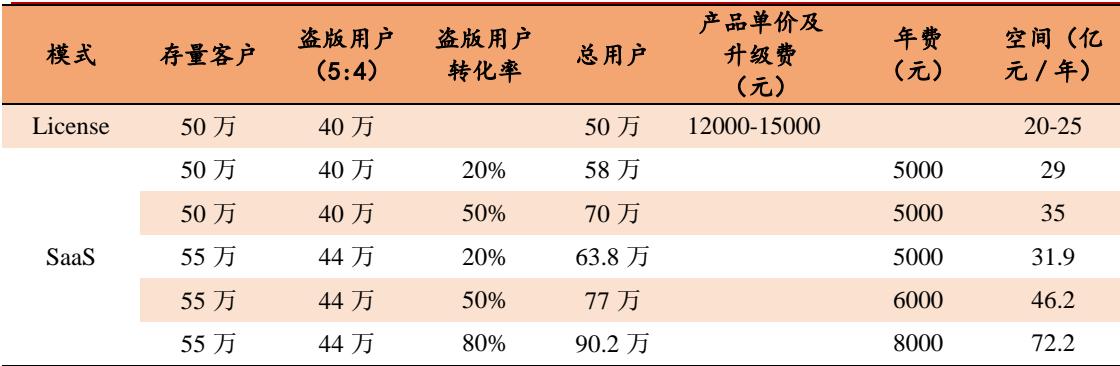 模式 存量客户 盗版用户（5:4） 盗版用户转化率 总用户 产品单价及升级费（元） 年费（元） 空间（亿元／年）
License 50 万 40 万 50 万 12000-15000 20-25
50 万 40 万 20% 58 万 5000 29
50 万 40 万 50% 70 万 5000 35
SaaS 55 万 44 万 20% 63.8 万 5000 31.9
55 万 44 万 50% 77 万 6000 46.2
55 万 44 万 80% 90.2 万 8000 72.2